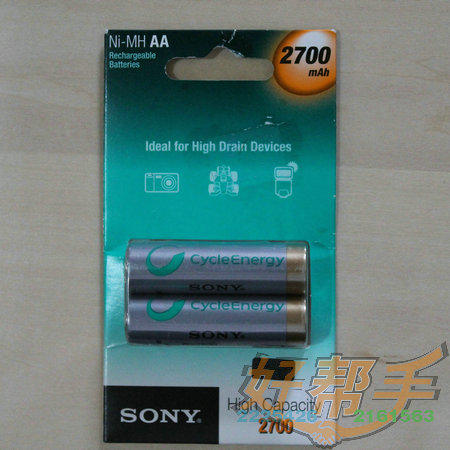 Ni-MH AA
Rechargeable
Batteries
2700
mAh
Ideal for High Drain Devices
CycleEnergy
SONY
CycleEnergy
SONY
好帮手
SONY
High Capacity
2700